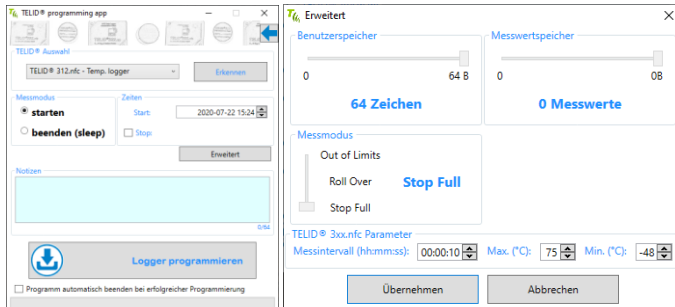 TELID® programming app
TELID® Auswahl
TELID® 312.nfc - Temp. logger
Erkennen
Messmodus
starten
beenden (sleep)
Zeiten
Start:
2020-07-22 15:24
Stop:
Erweitert
Notizen
0/64
Logger programmieren
Programm automatisch beenden bei erfolgreicher Programmierung
Erweitert
Benutzerspeicher
0
64 B
64 Zeichen
Messwertspeicher
0
0B
0 Messwerte
Messmodus
Out of Limits
Roll Over
Stop Full
Stop Full
TELID® 3xx.nfc Parameter
Messintervall (hh:mm:ss): 00:00:10 Max. (°C): 75 Min. (°C): -48
Übernehmen
Abbrechen